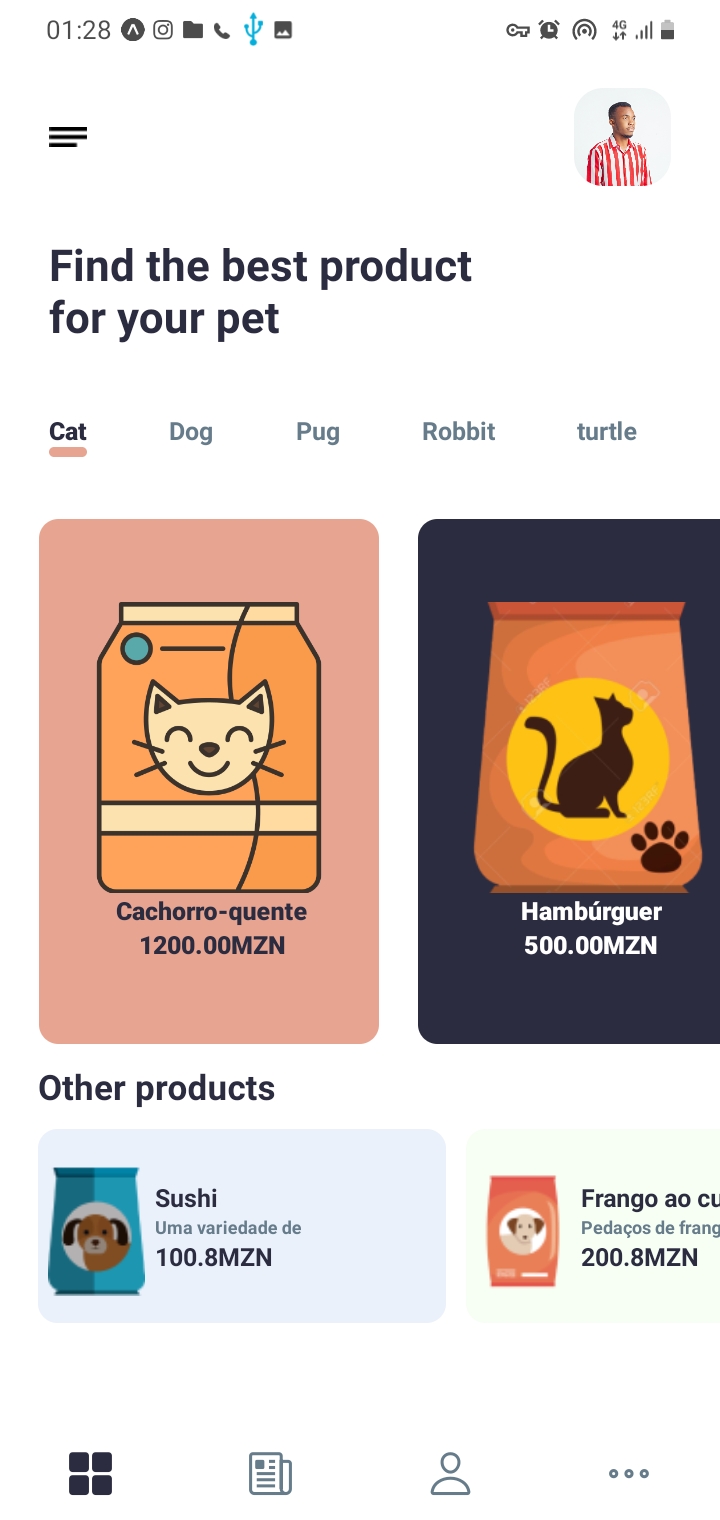 01:28
4G
Find the best product
for your pet
Cat
Dog
Pug
Robbit
turtle
Cachorro-quente
1200.00MZN
Hambúrguer
500.00MZN
Other products
Sushi
Uma variedade de
100.8MZN
Frango ao cu
Pedaços de frang
200.8MZN